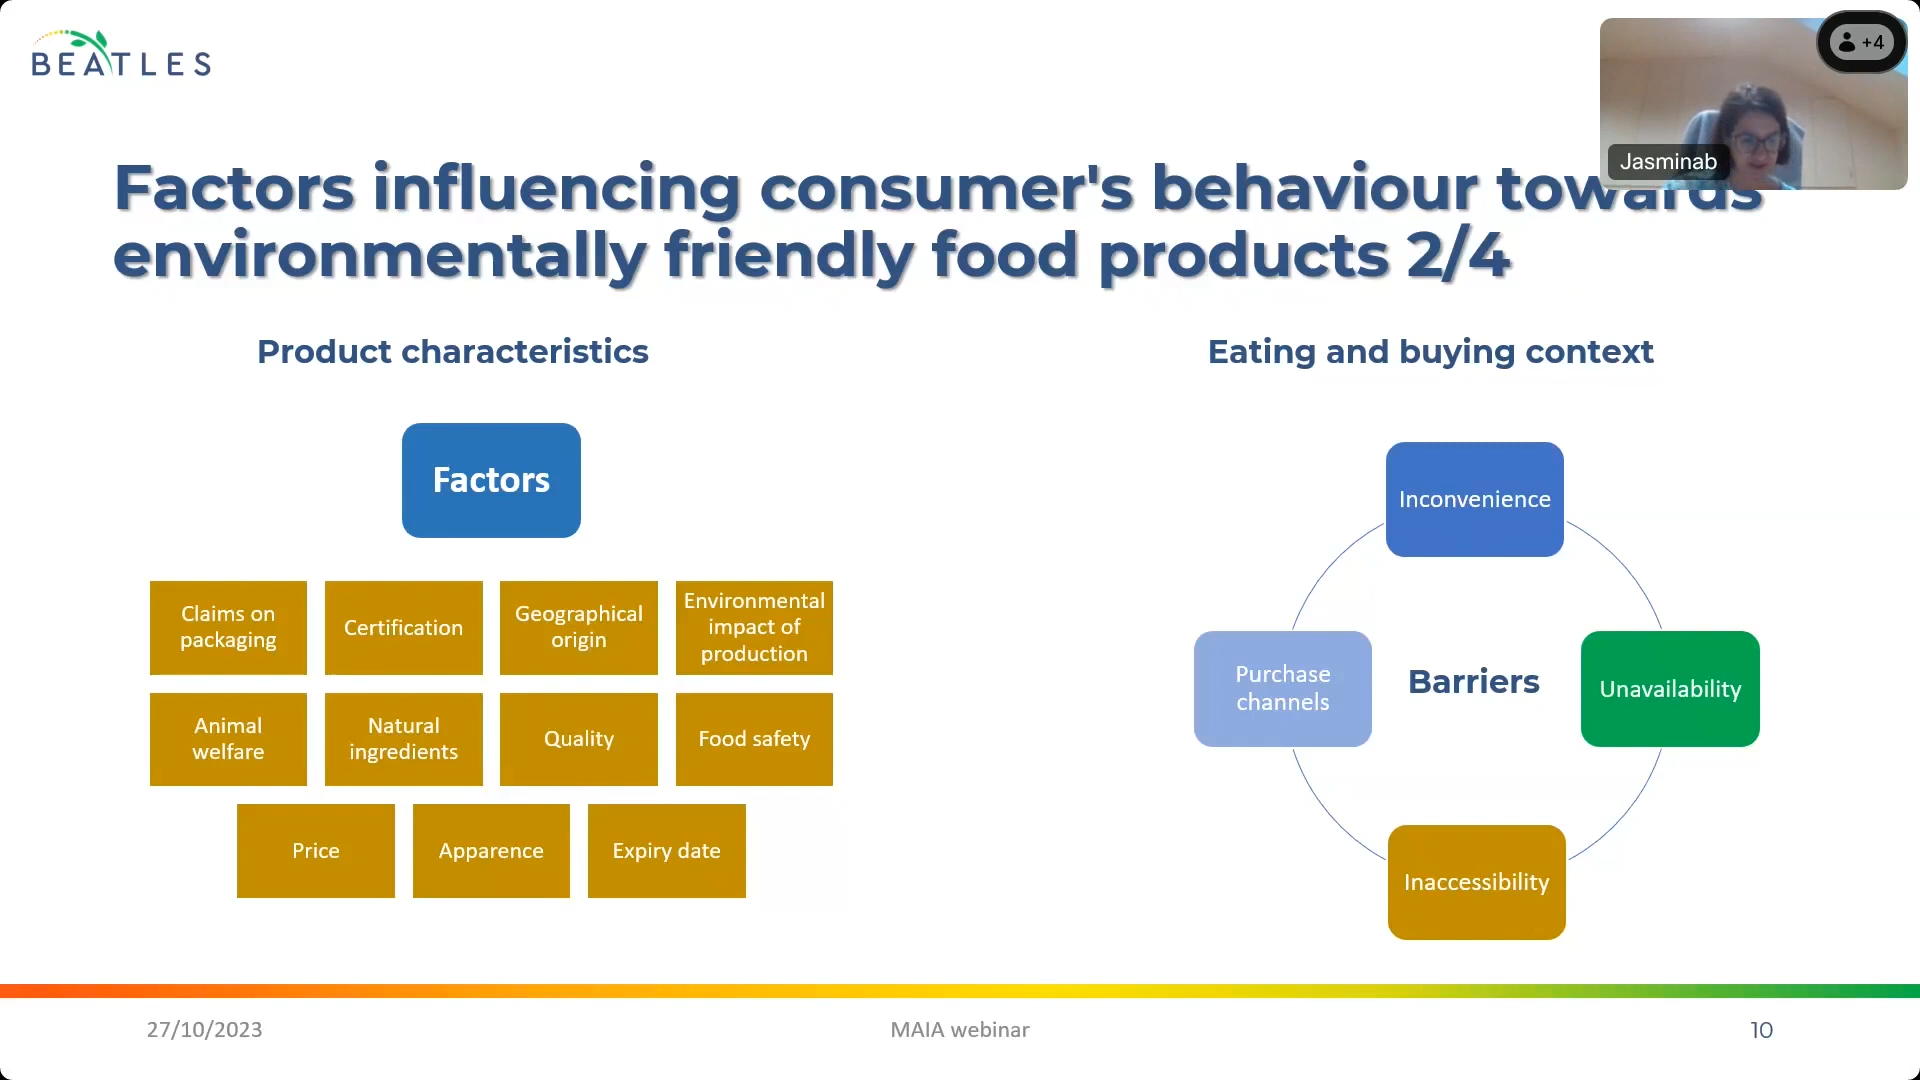 BEATLES
+4
Jasminab
Factors influencing consumer's behaviour towards
environmentally friendly food products 2/4
Product characteristics
Factors
Claims on
packaging
Certification
Geographical
origin
Environmental
impact of
production
Animal
welfare
Natural
ingredients
Quality
Food safety
Price
Apparence
Expiry date
Eating and buying context
Inconvenience
Purchase
channels
Barriers
Unavailability
Inaccessibility
27/10/2023
MAIA webinar
10